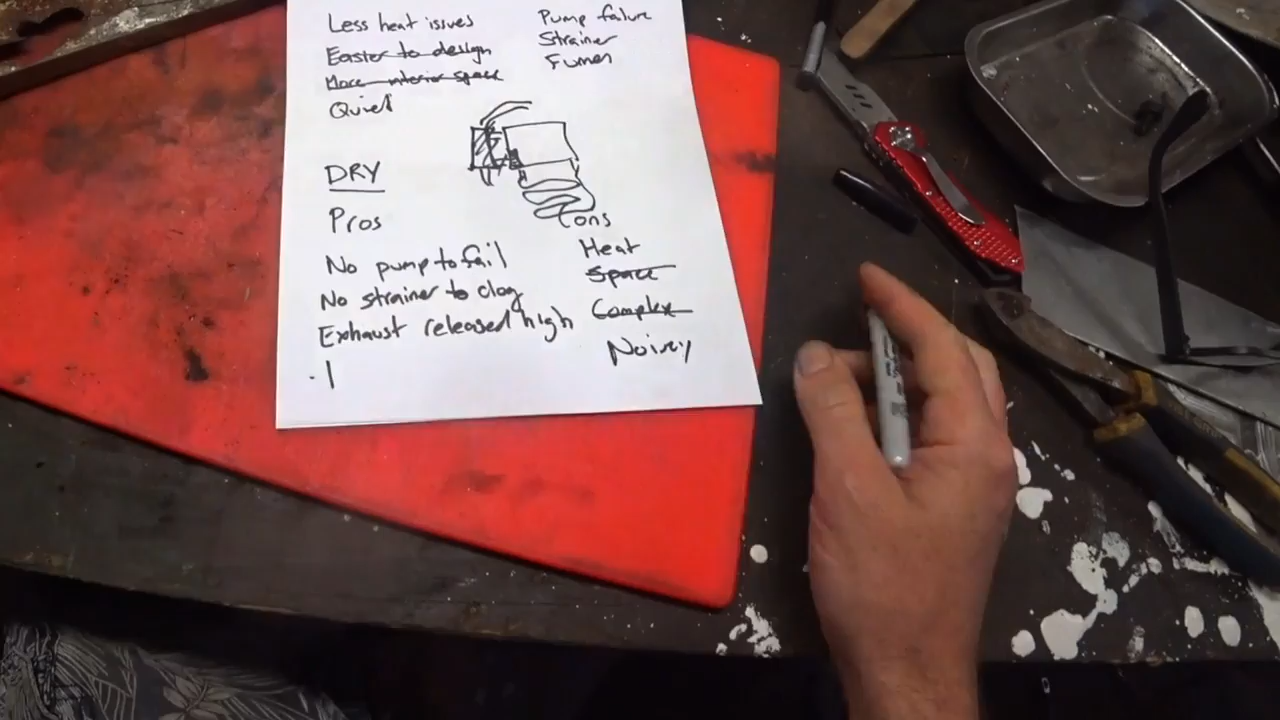 Less heat issues
Easier to design
More interior space
Quiet
Pump failure
Strainer
Fumes
DRY
Pros
No pump to fail
No strainer to clog
Exhaust released high
Cons
Heat
Space
Complex
Noisey